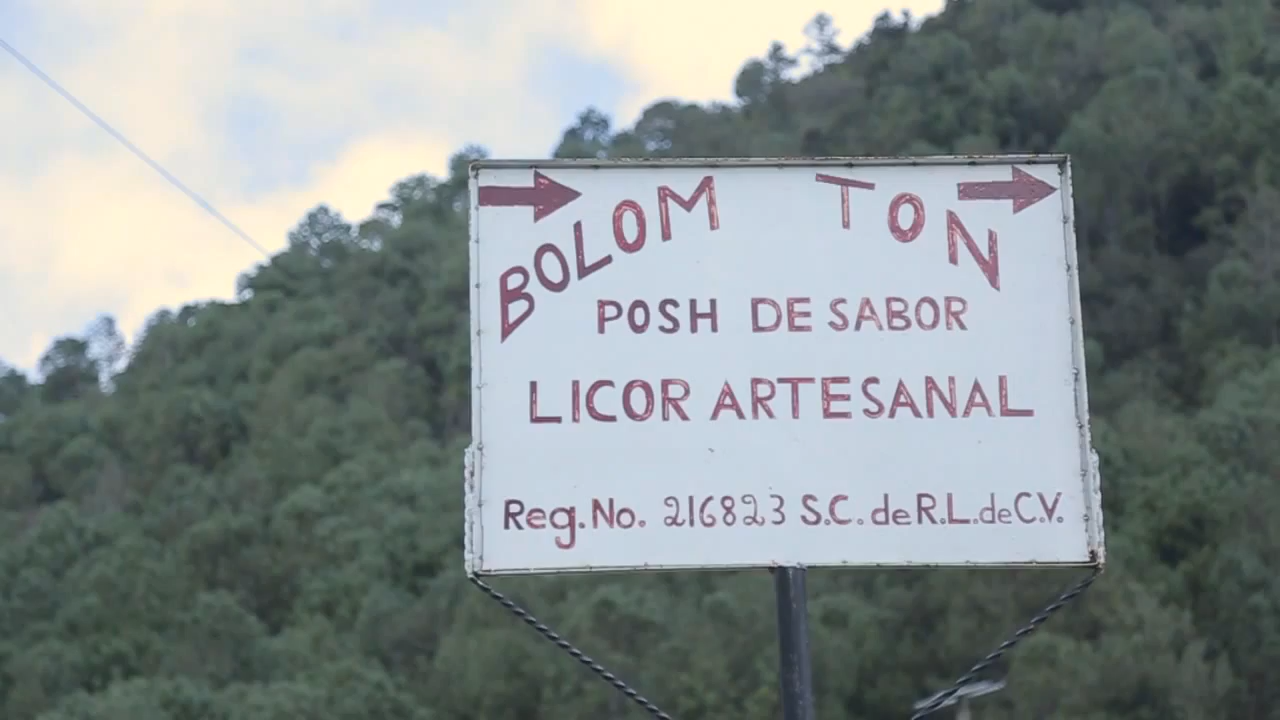 BOLOM TON
POSH DE SABOR
LICOR ARTESANAL
Reg. No. 216823 S.C. de R.L. de C.V.